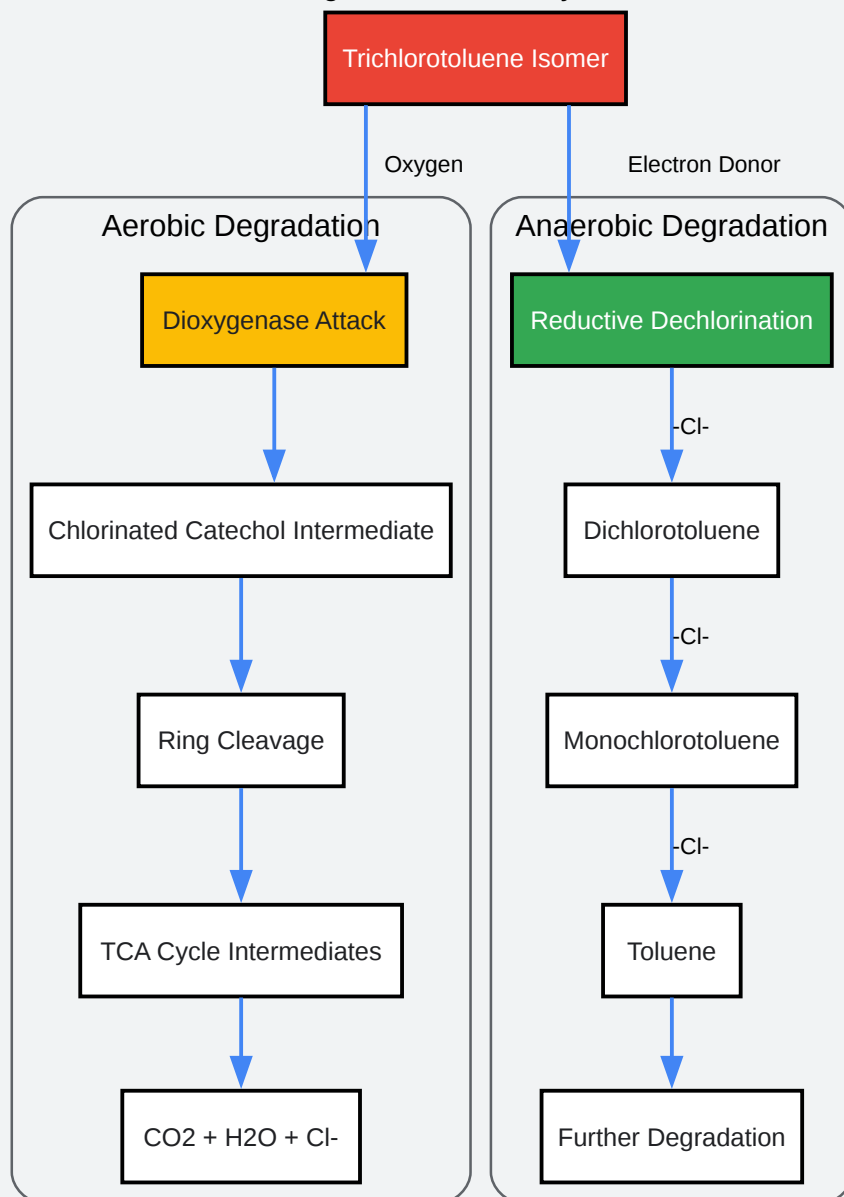 Trichlorotoluene Isomer
Oxygen
Electron Donor
Aerobic Degradation
Dioxygenase Attack
Chlorinated Catechol Intermediate
Ring Cleavage
TCA Cycle Intermediates
CO2 + H2O + Cl-
Anaerobic Degradation
Reductive Dechlorination
-Cl-
Dichlorotoluene
-Cl-
Monochlorotoluene
-Cl-
Toluene
Further Degradation